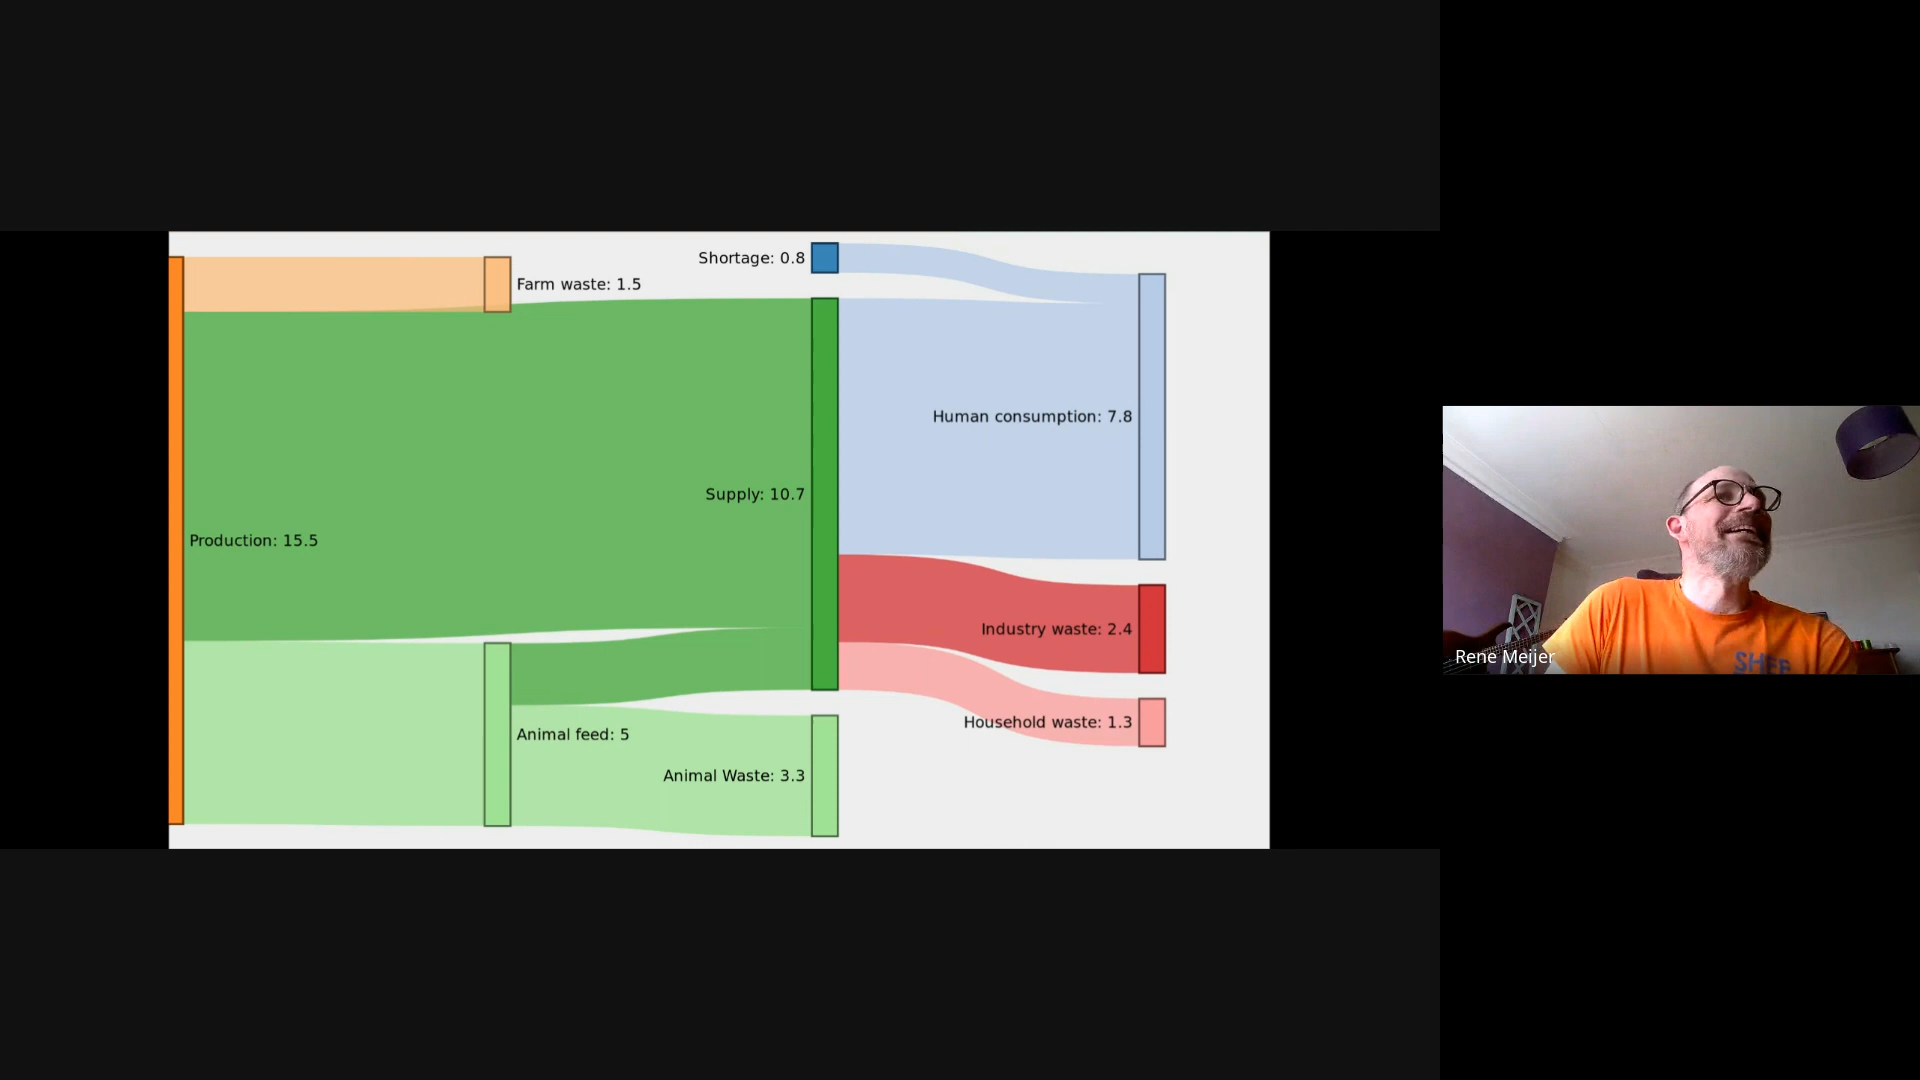 Shortage: 0.8
Farm waste: 1.5
Human consumption: 7.8
Supply: 10.7
Production: 15.5
Industry waste: 2.4
Household waste: 1.3
Animal feed: 5
Animal Waste: 3.3
Rene Meijer